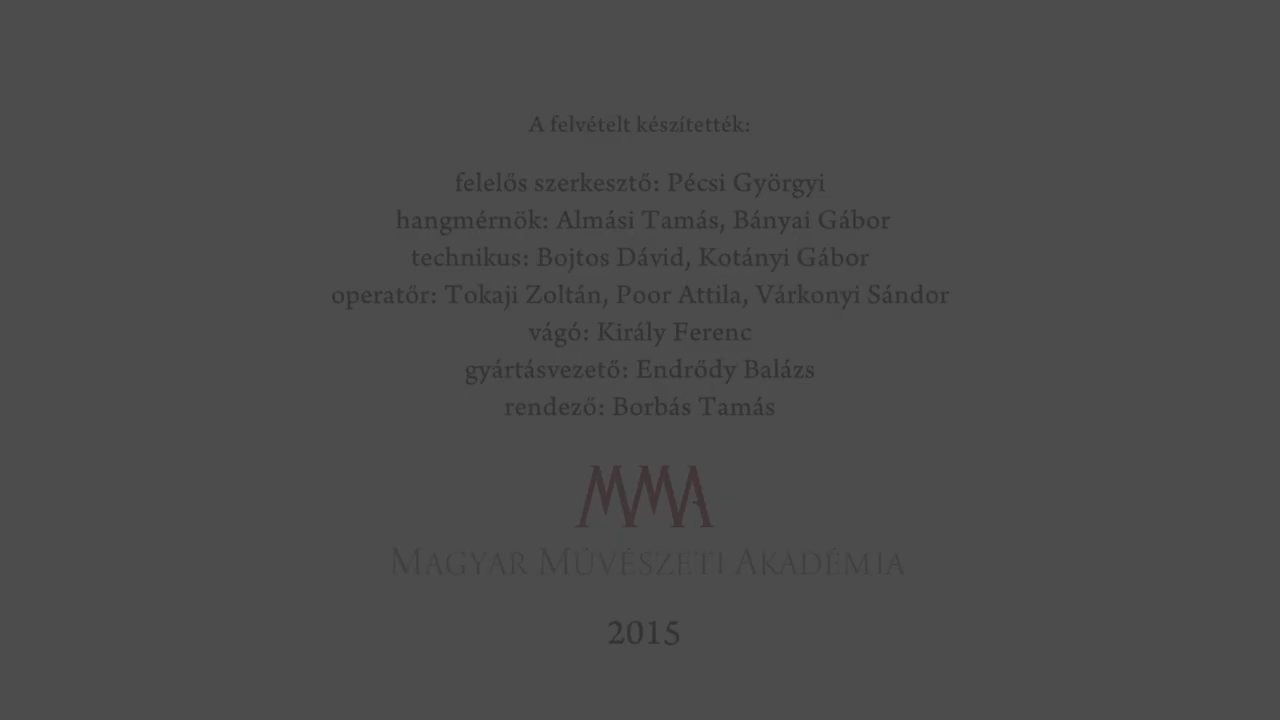 A felvételt készítették:
felelős szerkesztő: Pécsi Györgyi
hangmérnök: Almási Tamás, Bányai Gábor
technikus: Bojtos Dávid, Kotányi Gábor
operatőr: Tokaji Zoltán, Poor Attila, Várkonyi Sándor
vágó: Király Ferenc
gyártásvezető: Endrődy Balázs
rendező: Borbás Tamás
MMA
Magyar Művészeti Akadémia
2015